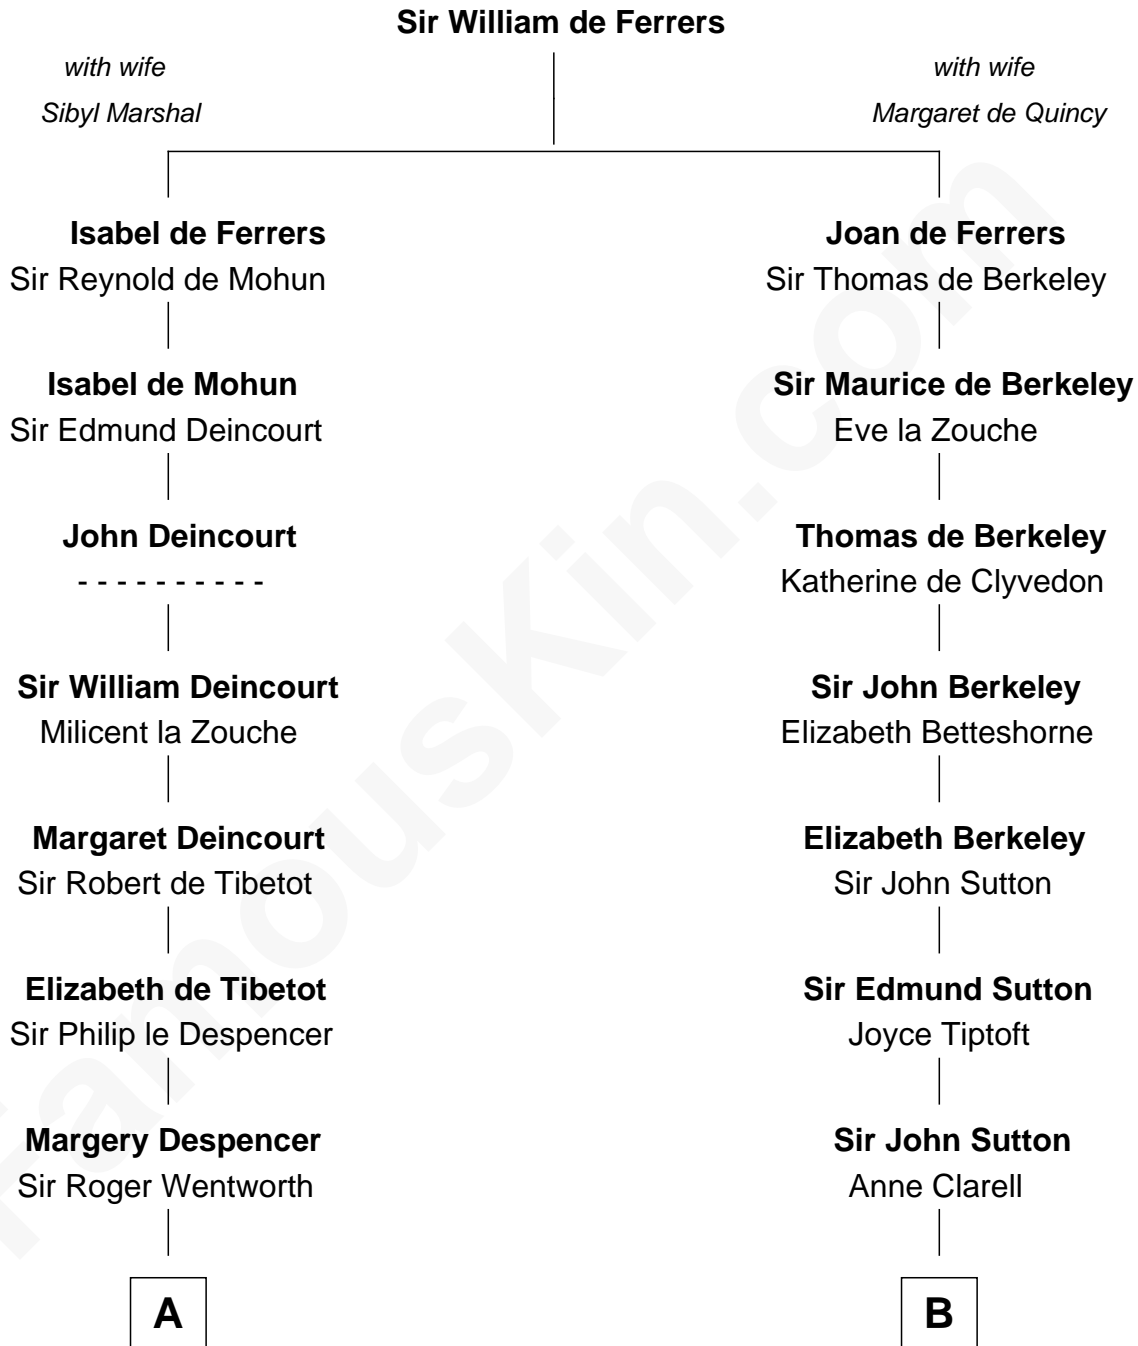 Sir William de Ferrers
with wife
Sibyl Marshal
with wife
Margaret de Quincy
Isabel de Ferrers
Sir Reynold de Mohun
Joan de Ferrers
Sir Thomas de Berkeley
Isabel de Mohun
Sir Edmund Deincourt
Sir Maurice de Berkeley
Eve la Zouche
John Deincourt
- - - - - - - - - -
Thomas de Berkeley
Katherine de Clyvedon
Sir William Deincourt
Milicent la Zouche
Sir John Berkeley
Elizabeth Betteshorne
Margaret Deincourt
Sir Robert de Tibetot
Elizabeth Berkeley
Sir John Sutton
Elizabeth de Tibetot
Sir Philip le Despencer
Sir Edmund Sutton
Joyce Tiptoft
Margery Despencer
Sir Roger Wentworth
Sir John Sutton
Anne Clarell
A
B
FamousKin.com